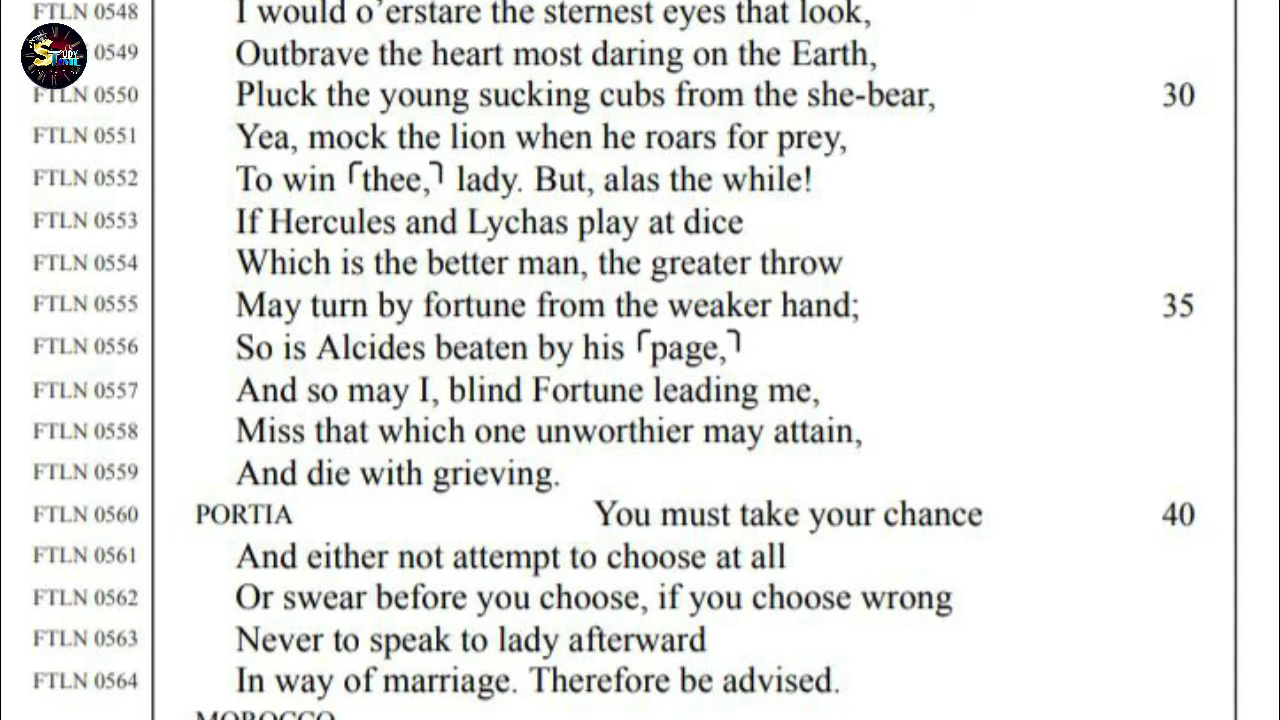 FTLN 0548 I would o'erstare the sternest eyes that look,
STUDY
FTLN 0549 Outbrave the heart most daring on the Earth,
FTLN 0550 Pluck the young sucking cubs from the she-bear, 30
FTLN 0551 Yea, mock the lion when he roars for prey,
FTLN 0552 To win ⌜thee,⌝ lady. But, alas the while!
FTLN 0553 If Hercules and Lychas play at dice
FTLN 0554 Which is the better man, the greater throw
FTLN 0555 May turn by fortune from the weaker hand; 35
FTLN 0556 So is Alcides beaten by his ⌜page,⌝
FTLN 0557 And so may I, blind Fortune leading me,
FTLN 0558 Miss that which one unworthier may attain,
FTLN 0559 And die with grieving.
FTLN 0560 PORTIA You must take your chance 40
FTLN 0561 And either not attempt to choose at all
FTLN 0562 Or swear before you choose, if you choose wrong
FTLN 0563 Never to speak to lady afterward
FTLN 0564 In way of marriage. Therefore be advised.
MOROCCO